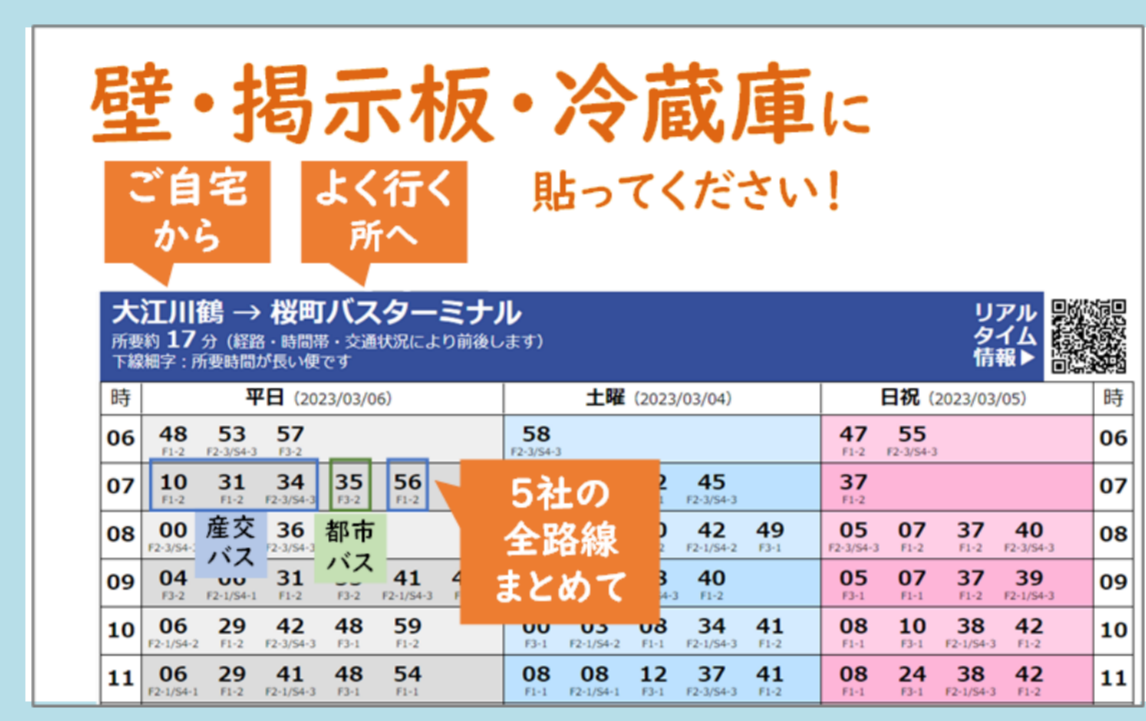 壁・掲示板・冷蔵庫に
貼ってください!
ご自宅
から
よく行く
所へ
大江川鶴 → 桜町バスターミナル
所要約 17 分（経路・時間帯・交通状況により前後します）
下線細字：所要時間が長い便です
リアル
タイム
情報▶
時 平日（2023/03/06） 土曜（2023/03/04） 日祝（2023/03/05） 時
06 48 53 57 58 47 55 06
F1-2 F2-3/S4-3 F3-2 F2-3/S4-3 F1-2 F2-3/S4-3
07 10 31 34 35 56 45 37 07
F1-2 F1-2 F2-3/S4-3 F3-2 F1-2 F2-3/S4-3 F1-2
5社の
全路線
まとめて
産交
バス
都市
バス
08 00 36 42 49 05 07 37 40 08
F2-3/S4- F2-3/S4- F2-1/S4-2 F3-1 F2-3/S4-3 F1-2 F1-2 F2-3/S4-3
09 04 31 41 40 05 07 37 39 09
F3-2 F2-1/S4-1 F1-2 F3-2 F2-1/S4-3 F1-2 F3-1 F1-1 F1-2 F2-1/S4-3
10 06 29 42 48 59 00 03 08 34 41 08 10 38 42 10
F2-1/S4-2 F1-2 F2-1/S4-3 F3-1 F1-2 F3-1 F2-1/S4-2 F1-1 F2-1/S4-3 F1-2 F1-1 F3-1 F2-1/S4-3 F1-2
11 06 29 41 48 54 08 08 12 37 41 08 24 38 42 11
F2-1/S4-1 F1-2 F2-1/S4-3 F3-1 F1-1 F1-1 F2-1/S4-1 F3-1 F2-3/S4-3 F1-2 F1-1 F3-1 F2-1/S4-3 F1-2